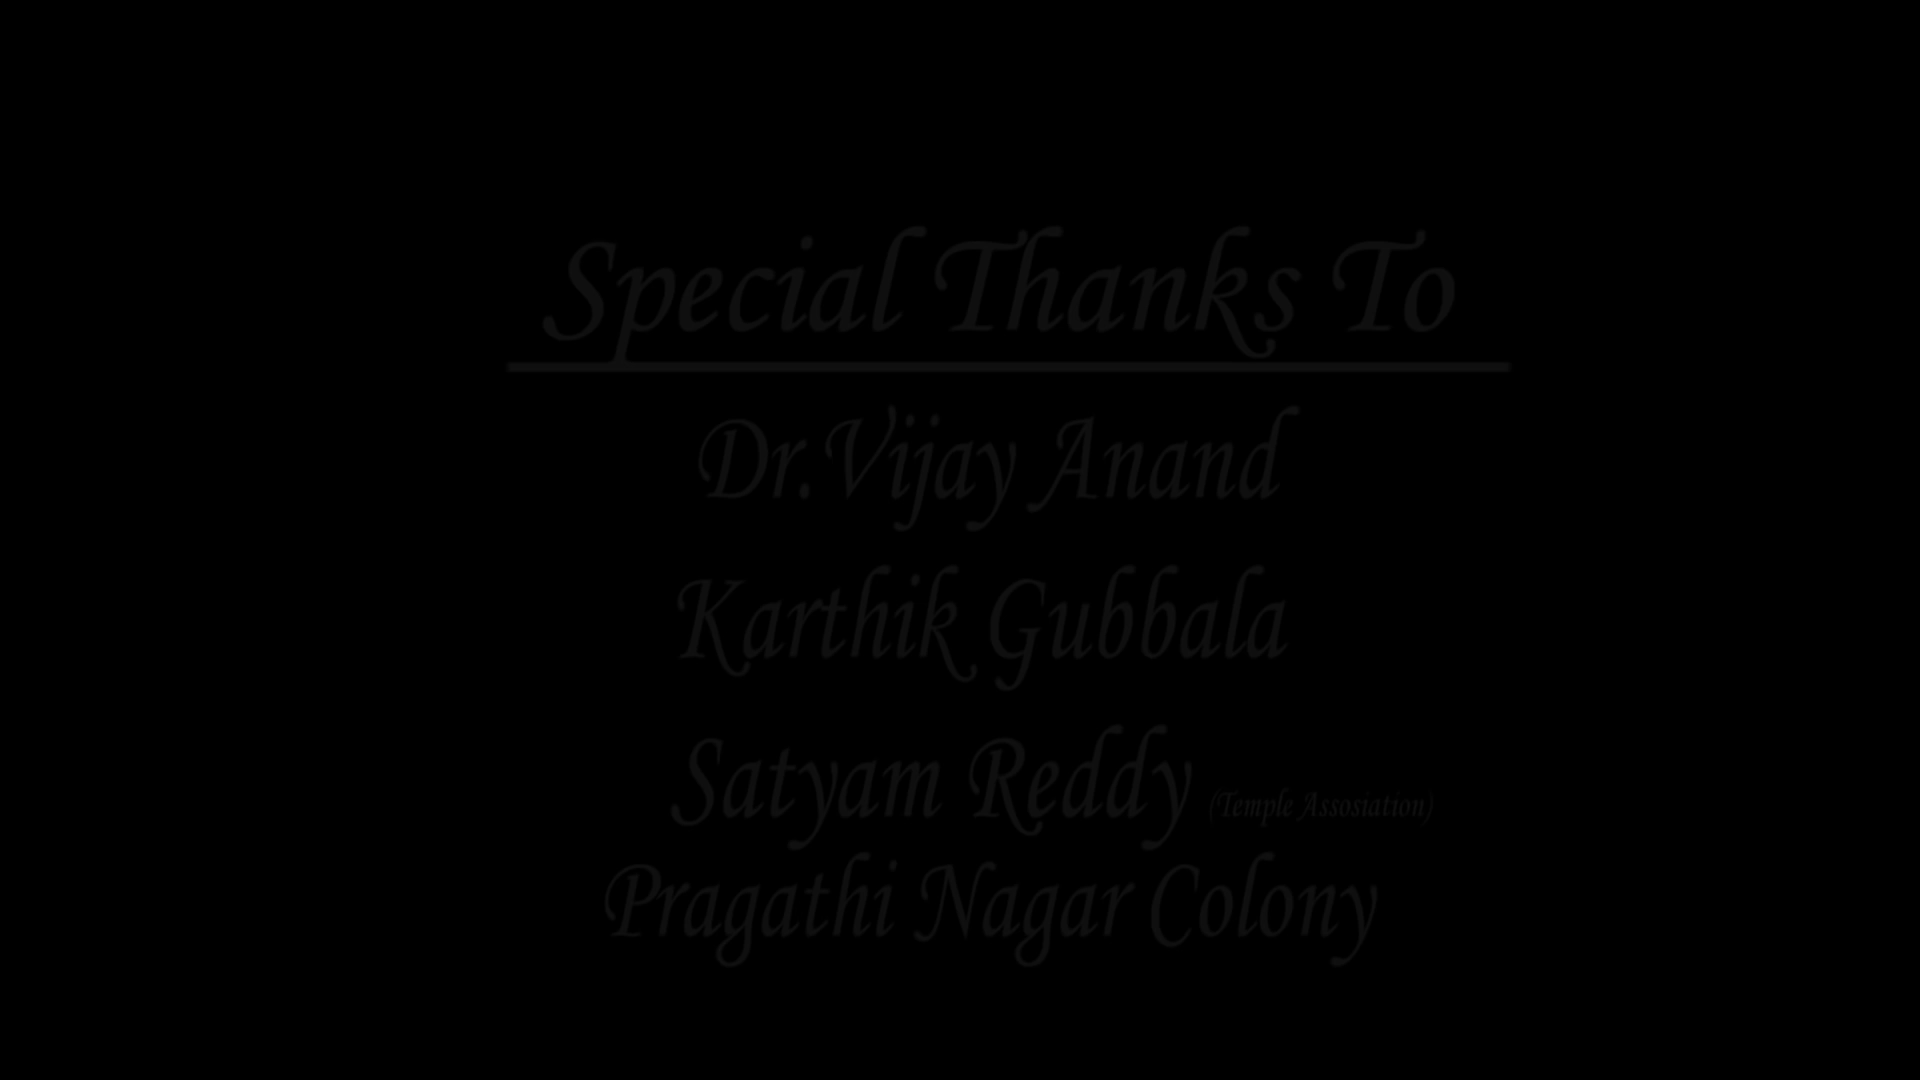 Special Thanks To
Dr.Vijay Anand
Karthik Gubbala
Satyam Reddy (Temple Assosiation)
Pragathi Nagar Colony